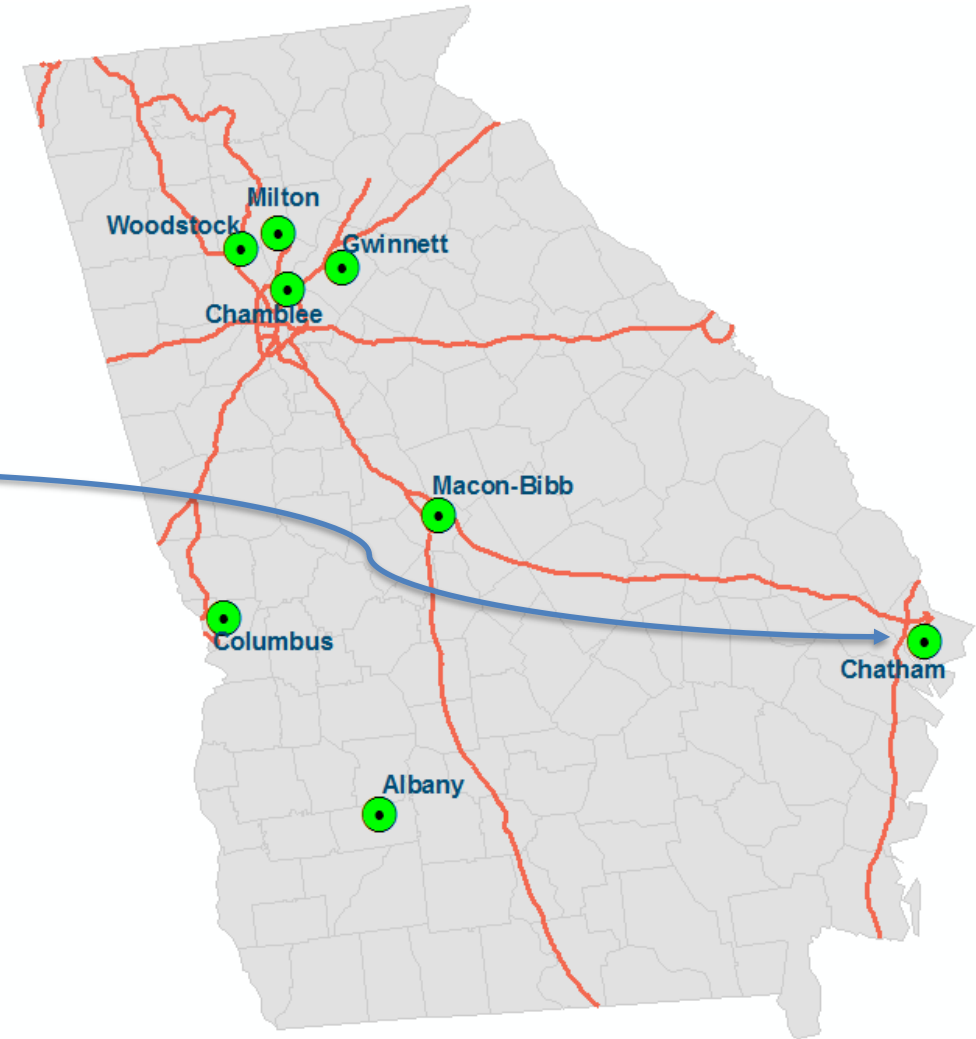 Milton
Woodstock
Gwinnett
Chamblee
Macon-Bibb
Columbus
Chatham
Albany